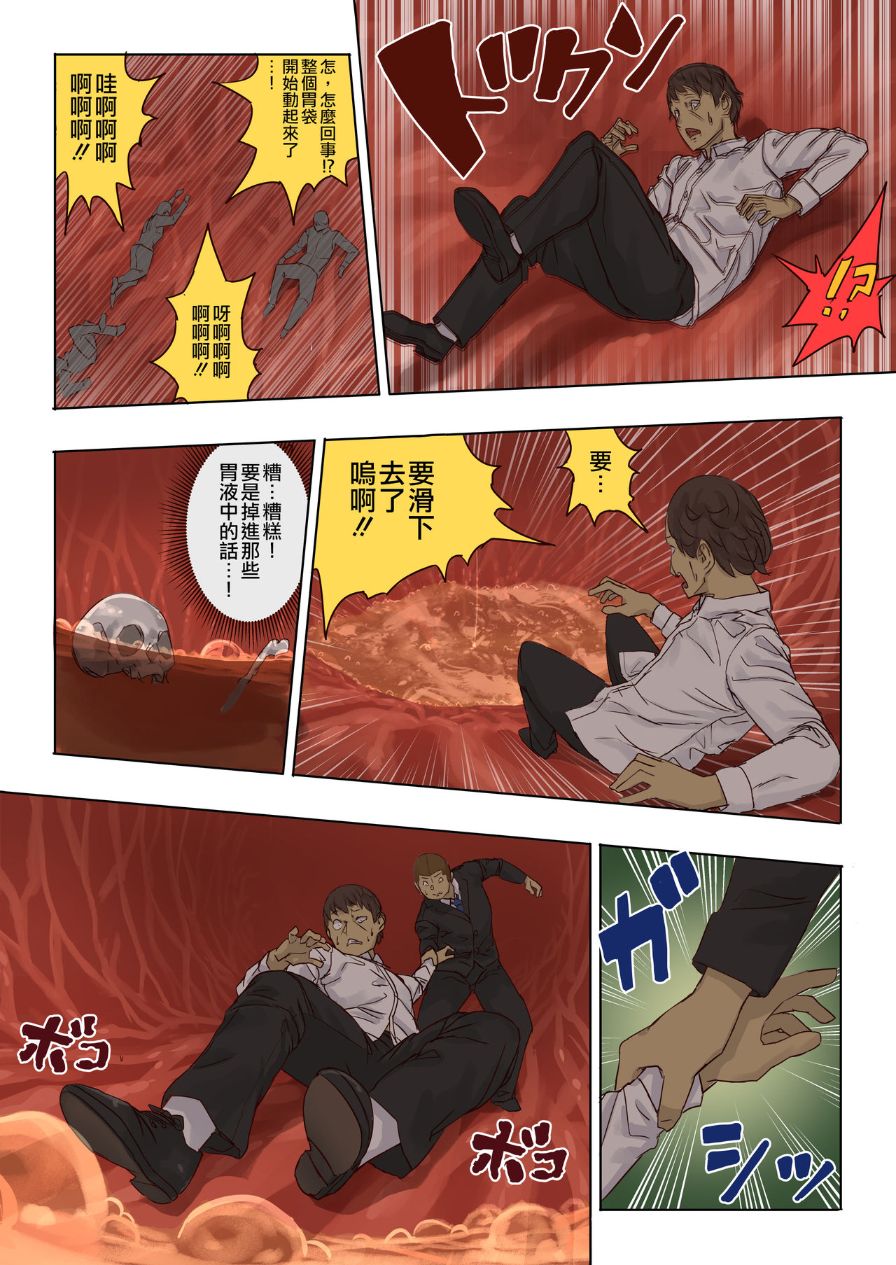 ドックン
!?
怎，怎麼回事!?
整個胃袋
開始動起來了
…!
哇啊啊啊
啊啊啊!!
呀啊啊啊
啊啊啊!!
要…
要滑下
去了
嗚啊!!
糟…糟糕！
要是掉進那些
胃液中的話…！
ガ
シッ
ボコ
ボコ